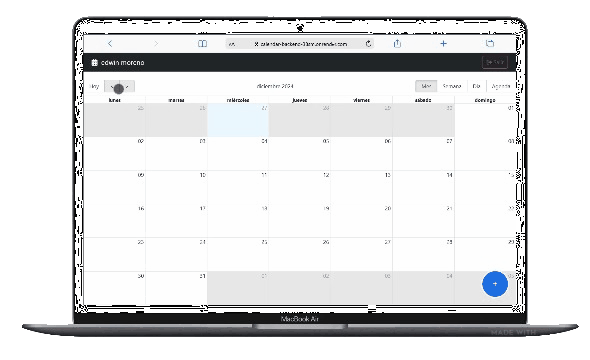 AA calendar-backend-33sm.onrender.com
edwin moreno
Salir
Hoy < > diciembre 2024 Mes Semana Día Agenda
lunes martes miércoles jueves viernes sábado domingo
25 26 27 28 29 30 01
02 03 04 05 06 07 08
09 10 11 12 13 14 15
16 17 18 19 20 21 22
23 24 25 26 27 28 29
30 31 01 02 03 04
+
MacBook Air
MADE WITH